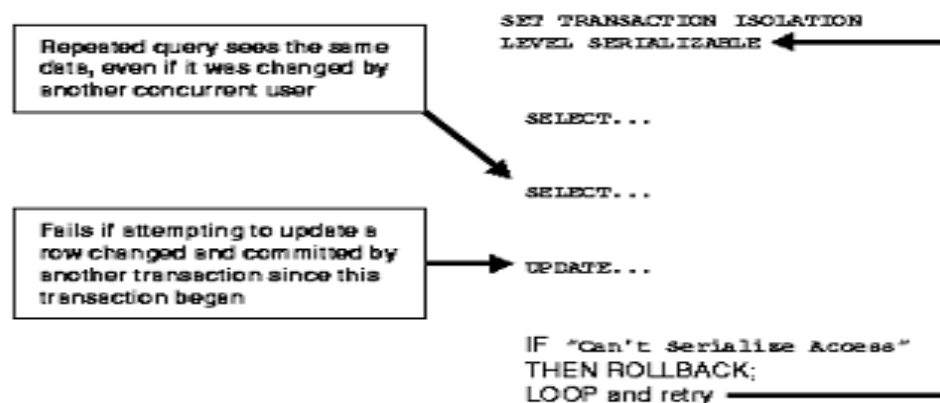 SET TRANSACTION ISOLATION
LEVEL SERIALIZABLE
Repeated query sees the same
data, even if it was changed by
another concurrent user
SELECT...
SELECT...
Fails if attempting to update a
row changed and committed by
another transaction since this
transaction began
UPDATE...
IF "Can't Serialize Access"
THEN ROLLBACK;
LOOP and retry